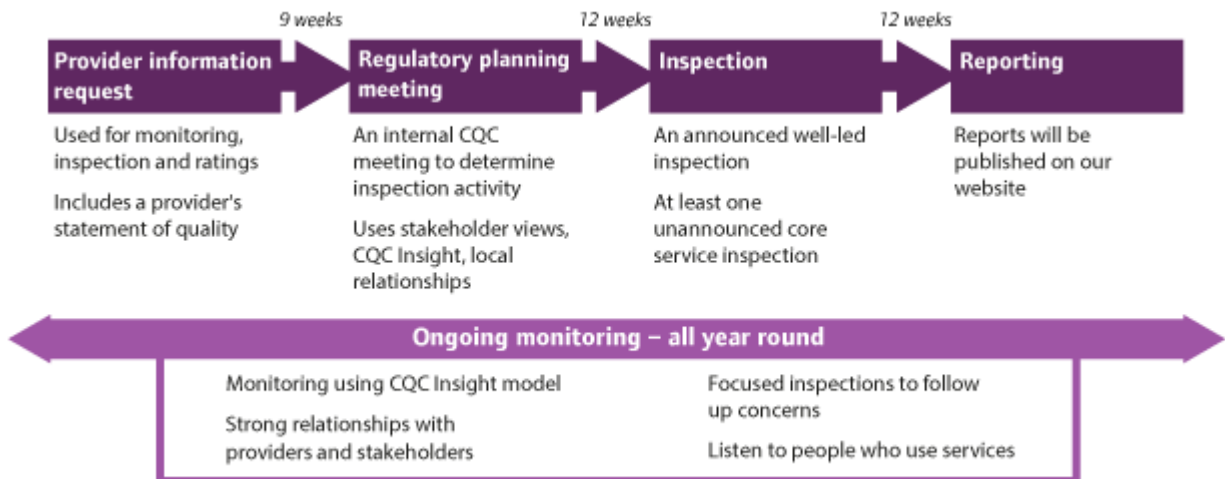 9 weeks
12 weeks
12 weeks
Provider information
request
Regulatory planning
meeting
Inspection
Reporting
Used for monitoring,
inspection and ratings
Includes a provider's
statement of quality
An internal CQC
meeting to determine
inspection activity
Uses stakeholder views,
CQC Insight, local
relationships
An announced well-led
inspection
At least one
unannounced core
service inspection
Reports will be
published on our
website
Ongoing monitoring – all year round
Monitoring using CQC Insight model
Strong relationships with
providers and stakeholders
Focused inspections to follow
up concerns
Listen to people who use services